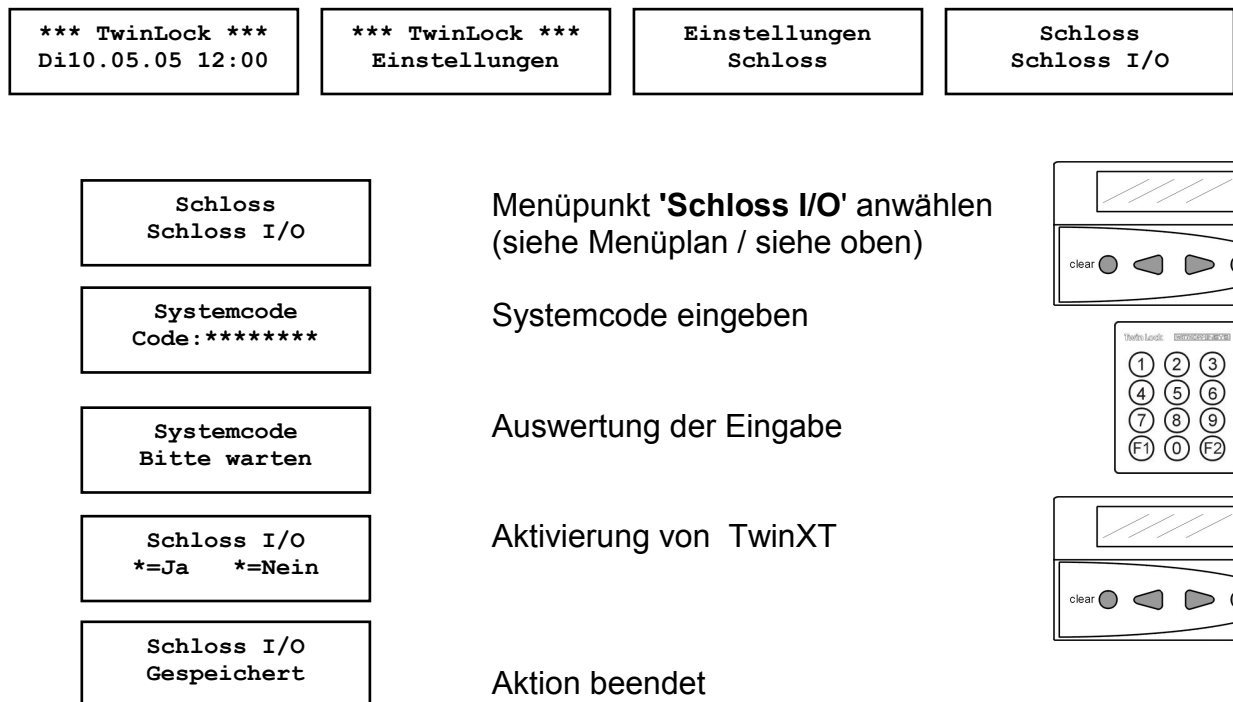 *** TwinLock ***
Di10.05.05 12:00
*** TwinLock ***
Einstellungen
Einstellungen
Schloss
Schloss
Schloss I/O
Schloss
Schloss I/O
Menüpunkt 'Schloss I/O' anwählen
(siehe Menüplan / siehe oben)
clear
Systemcode
Code:********
Systemcode eingeben
Twin Lock
1 2 3
4 5 6
7 8 9
F1 0 F2
Systemcode
Bitte warten
Auswertung der Eingabe
Schloss I/O
*=Ja *=Nein
Aktivierung von TwinXT
clear
Schloss I/O
Gespeichert
Aktion beendet